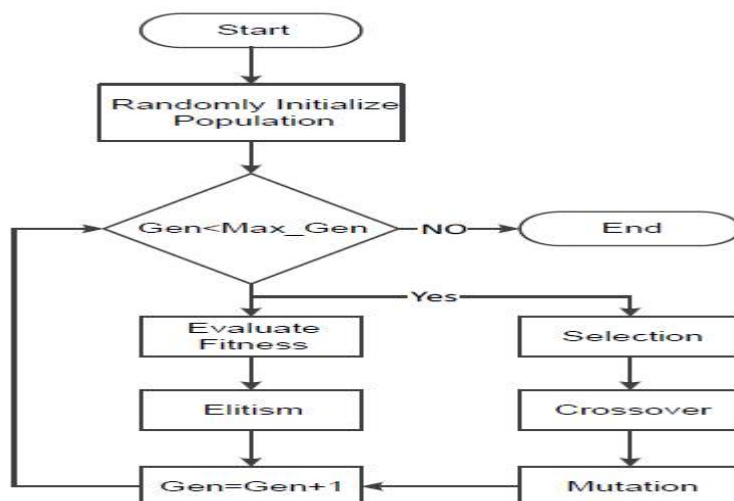 Start
Randomly Initialize
Population
Gen<Max_Gen
NO
End
Yes
Evaluate
Fitness
Selection
Elitism
Crossover
Gen=Gen+1
Mutation